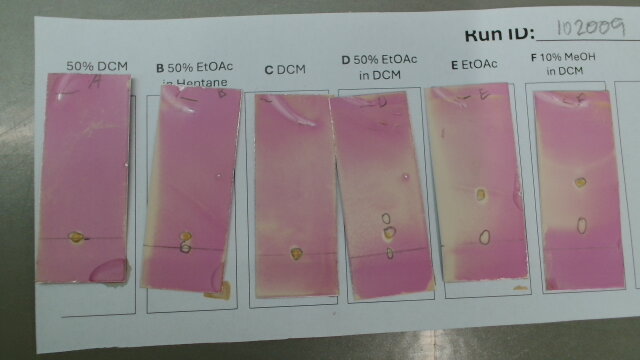 Run ID: 102009
50% DCM
B 50% EtOAc
in Heptane
C DCM
D 50% EtOAc
in DCM
E EtOAc
F 10% MeOH
in DCM
A
B
E
F